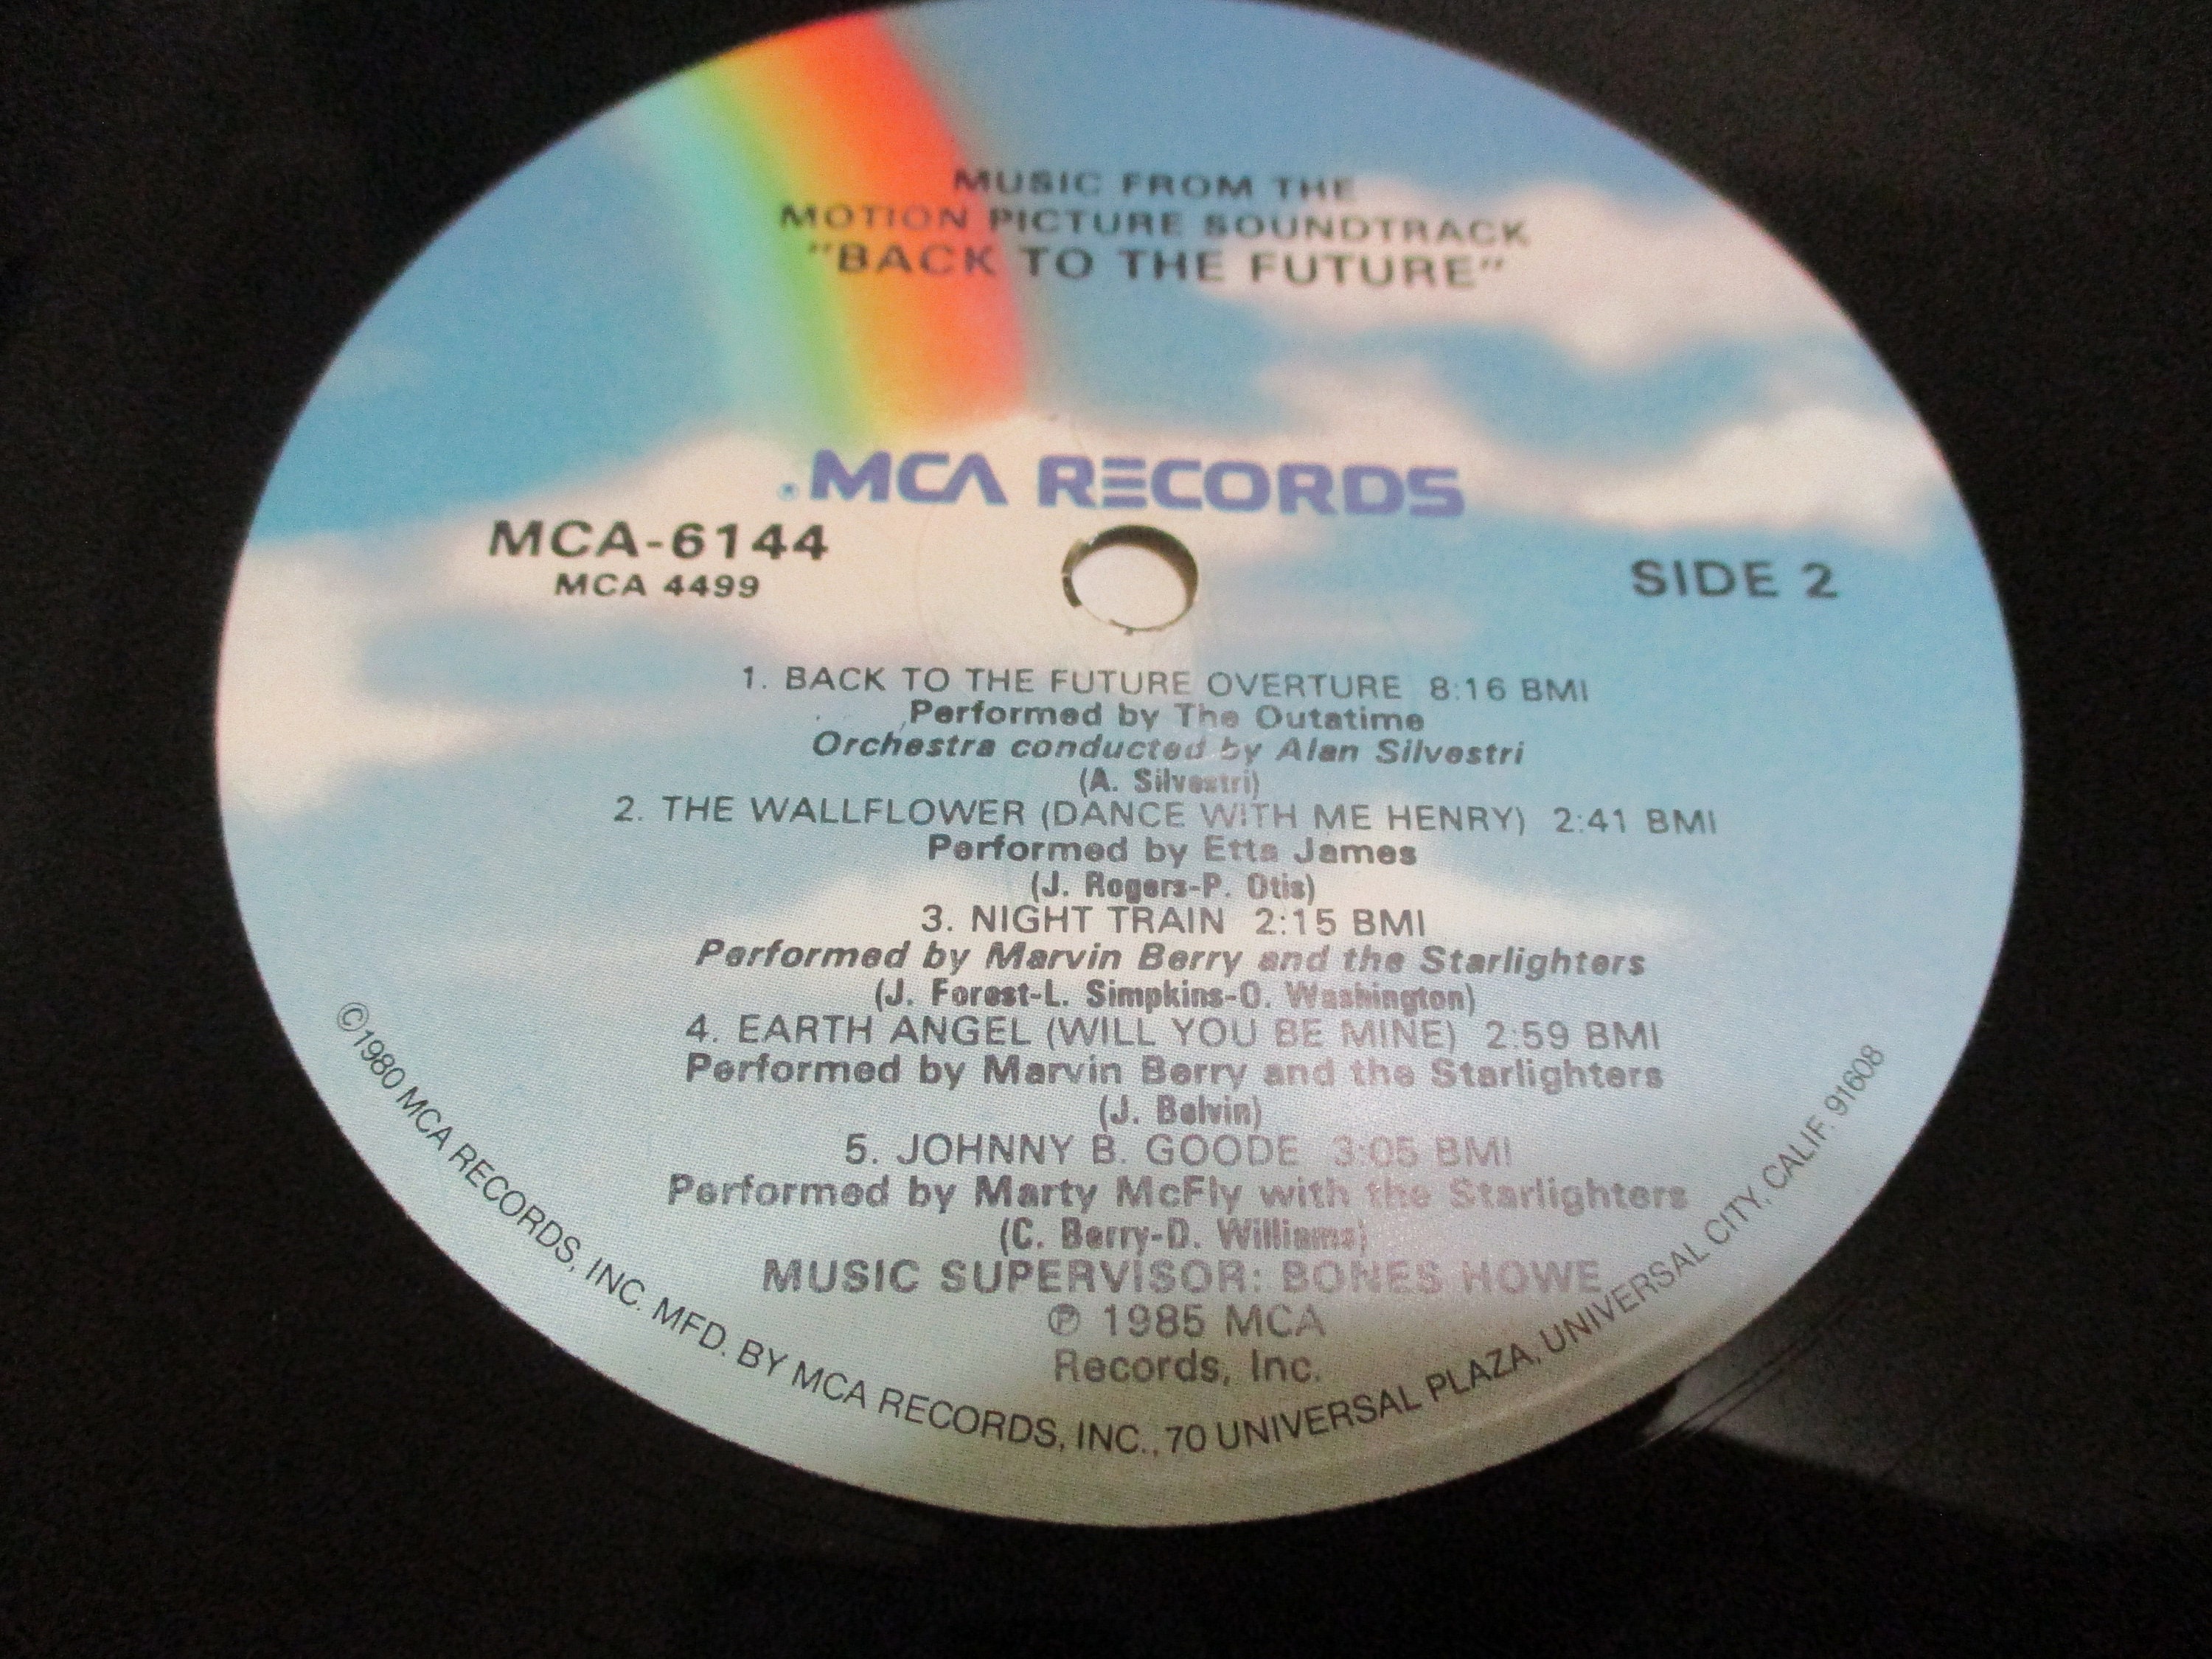 MUSIC FROM THE
MOTION PICTURE SOUNDTRACK
"BACK TO THE FUTURE"
®MCA RECORDS
MCA-6144
MCA 4499
SIDE 2
1. BACK TO THE FUTURE OVERTURE 8:16 BMI
Performed by The Outatime
Orchestra conducted by Alan Silvestri
(A. Silvestri)
2. THE WALLFLOWER (DANCE WITH ME HENRY) 2:41 BMI
Performed by Etta James
(J. Rogers-P. Otis)
3. NIGHT TRAIN 2:15 BMI
Performed by Marvin Berry and the Starlighters
(J. Forest-L. Simpkins-O. Washington)
4. EARTH ANGEL (WILL YOU BE MINE) 2:59 BMI
Performed by Marvin Berry and the Starlighters
(J. Belvin)
5. JOHNNY B. GOODE 3:05 BMI
Performed by Marty McFly with the Starlighters
(C. Berry-D. Williams)
MUSIC SUPERVISOR: BONES HOWE
℗ 1985 MCA
Records, Inc.
©1980 MCA RECORDS, INC. MFD. BY MCA RECORDS, INC., 70 UNIVERSAL PLAZA, UNIVERSAL CITY, CALIF. 91608